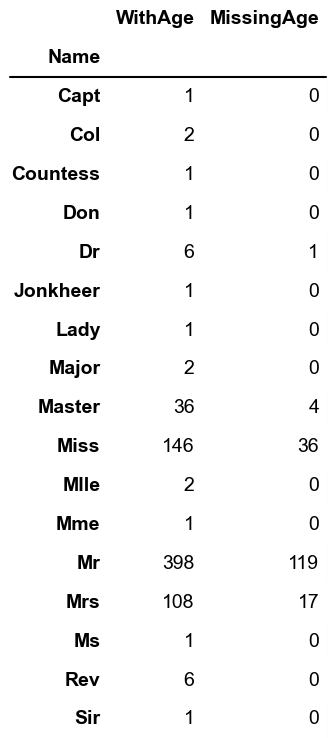 WithAge MissingAge
Name
Capt 1 0
Col 2 0
Countess 1 0
Don 1 0
Dr 6 1
Jonkheer 1 0
Lady 1 0
Major 2 0
Master 36 4
Miss 146 36
Mlle 2 0
Mme 1 0
Mr 398 119
Mrs 108 17
Ms 1 0
Rev 6 0
Sir 1 0